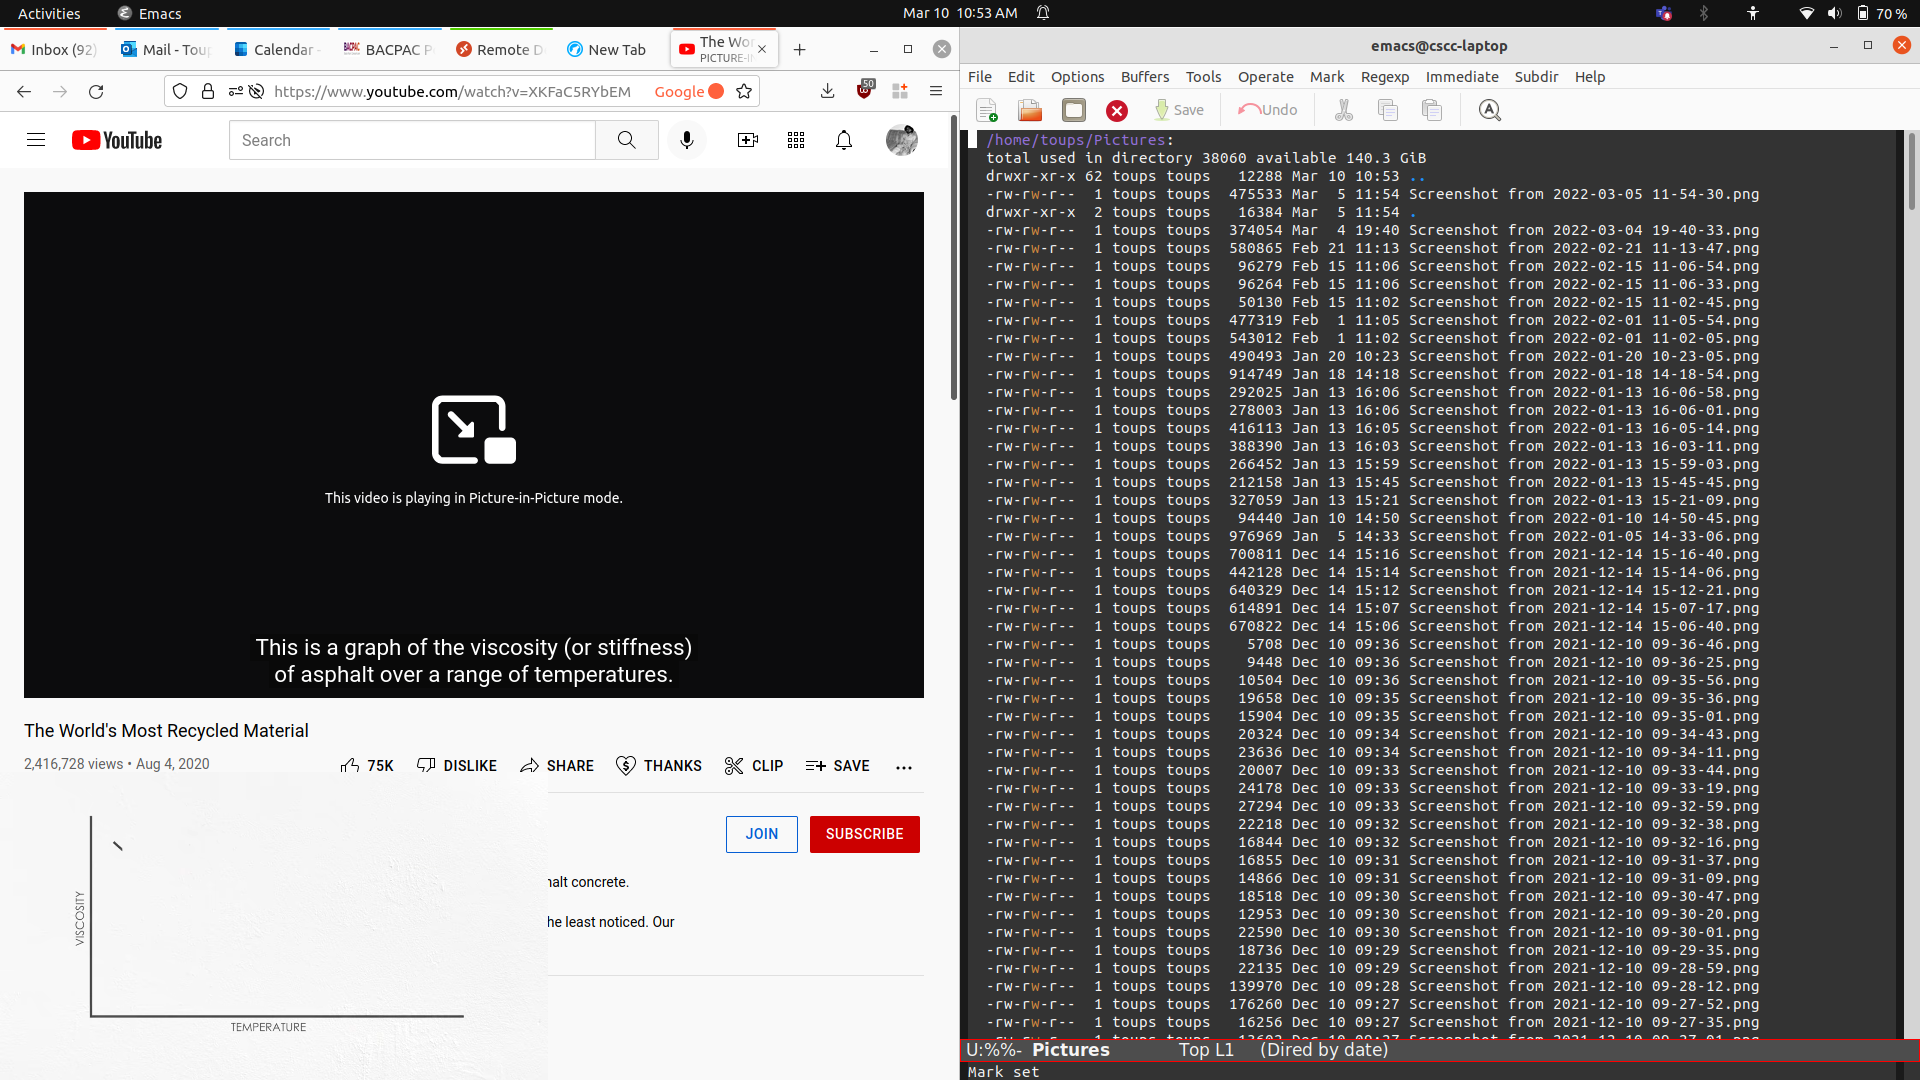 Activities
Emacs
Mar 10 10:53 AM
70 %
Inbox (92)
Mail - Toup
Calendar -
BACPAC P
Remote D
New Tab
The Wor
PICTURE-I
https://www.youtube.com/watch?v=XKFaC5RYbEM
Google
50
YouTube
Search
This video is playing in Picture-in-Picture mode.
This is a graph of the viscosity (or stiffness)
of asphalt over a range of temperatures.
The World's Most Recycled Material
2,416,728 views • Aug 4, 2020
75K
DISLIKE
SHARE
THANKS
CLIP
SAVE
JOIN
SUBSCRIBE
halt concrete.
he least noticed. Our
VISCOSITY
TEMPERATURE
emacs@cscc-laptop
File Edit Options Buffers Tools Operate Mark Regexp Immediate Subdir Help
Save
Undo
/home/toups/Pictures:
total used in directory 38060 available 140.3 GiB
drwxr-xr-x 62 toups toups 12288 Mar 10 10:53 ..
-rw-rw-r-- 1 toups toups 475533 Mar 5 11:54 Screenshot from 2022-03-05 11-54-30.png
drwxr-xr-x 2 toups toups 16384 Mar 5 11:54 .
-rw-rw-r-- 1 toups toups 374054 Mar 4 19:40 Screenshot from 2022-03-04 19-40-33.png
-rw-rw-r-- 1 toups toups 580865 Feb 21 11:13 Screenshot from 2022-02-21 11-13-47.png
-rw-rw-r-- 1 toups toups 96279 Feb 15 11:06 Screenshot from 2022-02-15 11-06-54.png
-rw-rw-r-- 1 toups toups 96264 Feb 15 11:06 Screenshot from 2022-02-15 11-06-33.png
-rw-rw-r-- 1 toups toups 50130 Feb 15 11:02 Screenshot from 2022-02-15 11-02-45.png
-rw-rw-r-- 1 toups toups 477319 Feb 1 11:05 Screenshot from 2022-02-01 11-05-54.png
-rw-rw-r-- 1 toups toups 543012 Feb 1 11:02 Screenshot from 2022-02-01 11-02-05.png
-rw-rw-r-- 1 toups toups 490493 Jan 20 10:23 Screenshot from 2022-01-20 10-23-05.png
-rw-rw-r-- 1 toups toups 914749 Jan 18 14:18 Screenshot from 2022-01-18 14-18-54.png
-rw-rw-r-- 1 toups toups 292025 Jan 13 16:06 Screenshot from 2022-01-13 16-06-58.png
-rw-rw-r-- 1 toups toups 278003 Jan 13 16:06 Screenshot from 2022-01-13 16-06-01.png
-rw-rw-r-- 1 toups toups 416113 Jan 13 16:05 Screenshot from 2022-01-13 16-05-14.png
-rw-rw-r-- 1 toups toups 388390 Jan 13 16:03 Screenshot from 2022-01-13 16-03-11.png
-rw-rw-r-- 1 toups toups 266452 Jan 13 15:59 Screenshot from 2022-01-13 15-59-03.png
-rw-rw-r-- 1 toups toups 212158 Jan 13 15:45 Screenshot from 2022-01-13 15-45-45.png
-rw-rw-r-- 1 toups toups 327059 Jan 13 15:21 Screenshot from 2022-01-13 15-21-09.png
-rw-rw-r-- 1 toups toups 94440 Jan 10 14:50 Screenshot from 2022-01-10 14-50-45.png
-rw-rw-r-- 1 toups toups 976969 Jan 5 14:33 Screenshot from 2022-01-05 14-33-06.png
-rw-rw-r-- 1 toups toups 700811 Dec 14 15:16 Screenshot from 2021-12-14 15-16-40.png
-rw-rw-r-- 1 toups toups 442128 Dec 14 15:14 Screenshot from 2021-12-14 15-14-06.png
-rw-rw-r-- 1 toups toups 640329 Dec 14 15:12 Screenshot from 2021-12-14 15-12-21.png
-rw-rw-r-- 1 toups toups 614891 Dec 14 15:07 Screenshot from 2021-12-14 15-07-17.png
-rw-rw-r-- 1 toups toups 670822 Dec 14 15:06 Screenshot from 2021-12-14 15-06-40.png
-rw-rw-r-- 1 toups toups 5708 Dec 10 09:36 Screenshot from 2021-12-10 09-36-46.png
-rw-rw-r-- 1 toups toups 9448 Dec 10 09:36 Screenshot from 2021-12-10 09-36-25.png
-rw-rw-r-- 1 toups toups 10504 Dec 10 09:36 Screenshot from 2021-12-10 09-35-56.png
-rw-rw-r-- 1 toups toups 19658 Dec 10 09:35 Screenshot from 2021-12-10 09-35-36.png
-rw-rw-r-- 1 toups toups 15904 Dec 10 09:35 Screenshot from 2021-12-10 09-35-01.png
-rw-rw-r-- 1 toups toups 20324 Dec 10 09:34 Screenshot from 2021-12-10 09-34-43.png
-rw-rw-r-- 1 toups toups 23636 Dec 10 09:34 Screenshot from 2021-12-10 09-34-11.png
-rw-rw-r-- 1 toups toups 20007 Dec 10 09:33 Screenshot from 2021-12-10 09-33-44.png
-rw-rw-r-- 1 toups toups 24178 Dec 10 09:33 Screenshot from 2021-12-10 09-33-19.png
-rw-rw-r-- 1 toups toups 27294 Dec 10 09:33 Screenshot from 2021-12-10 09-32-59.png
-rw-rw-r-- 1 toups toups 22218 Dec 10 09:32 Screenshot from 2021-12-10 09-32-38.png
-rw-rw-r-- 1 toups toups 16844 Dec 10 09:32 Screenshot from 2021-12-10 09-32-16.png
-rw-rw-r-- 1 toups toups 16855 Dec 10 09:31 Screenshot from 2021-12-10 09-31-37.png
-rw-rw-r-- 1 toups toups 14866 Dec 10 09:31 Screenshot from 2021-12-10 09-31-09.png
-rw-rw-r-- 1 toups toups 18518 Dec 10 09:30 Screenshot from 2021-12-10 09-30-47.png
-rw-rw-r-- 1 toups toups 12953 Dec 10 09:30 Screenshot from 2021-12-10 09-30-20.png
-rw-rw-r-- 1 toups toups 22590 Dec 10 09:30 Screenshot from 2021-12-10 09-30-01.png
-rw-rw-r-- 1 toups toups 18736 Dec 10 09:29 Screenshot from 2021-12-10 09-29-35.png
-rw-rw-r-- 1 toups toups 22135 Dec 10 09:29 Screenshot from 2021-12-10 09-28-59.png
-rw-rw-r-- 1 toups toups 139970 Dec 10 09:28 Screenshot from 2021-12-10 09-28-12.png
-rw-rw-r-- 1 toups toups 176260 Dec 10 09:27 Screenshot from 2021-12-10 09-27-52.png
-rw-rw-r-- 1 toups toups 16256 Dec 10 09:27 Screenshot from 2021-12-10 09-27-35.png
U:%%- Pictures Top L1 (Dired by date)
Mark set